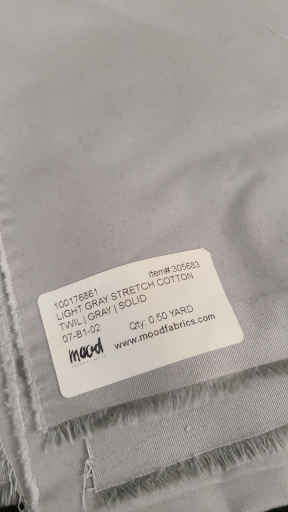 Item# 305683
100176861
LIGHT GRAY STRETCH COTTON
TWIL | GRAY | SOLID
07-B1-02
Qty: 0.50 YARD
mood www.moodfabrics.com